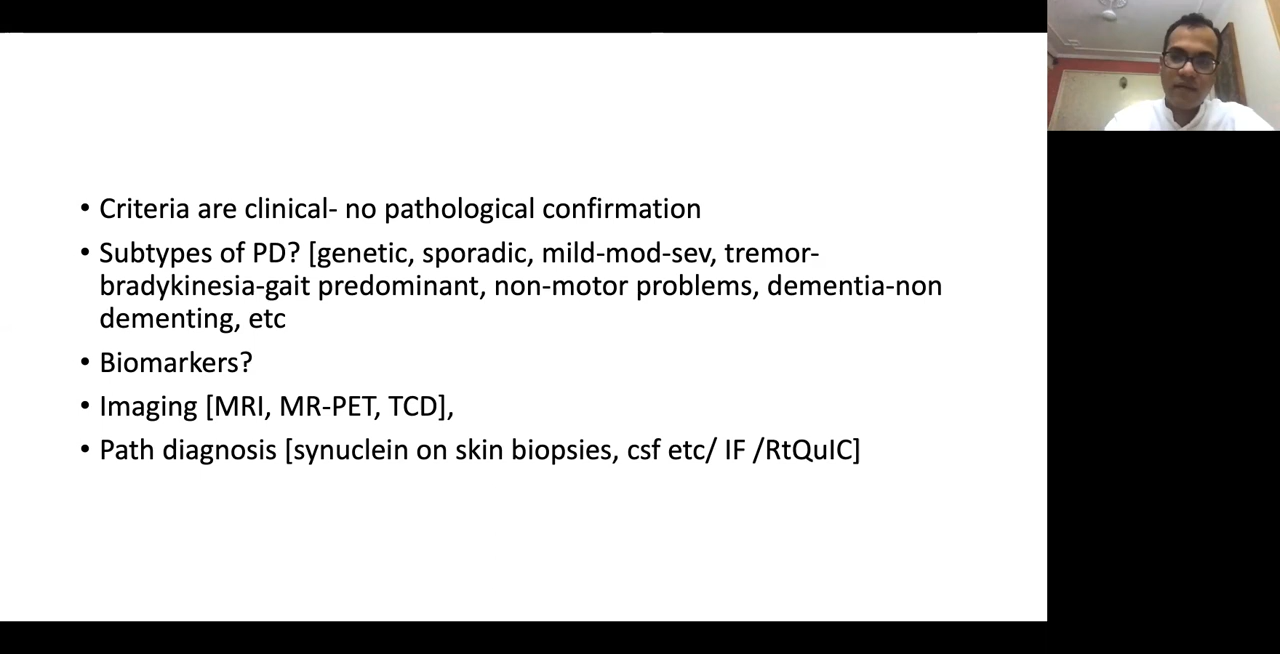 • Criteria are clinical- no pathological confirmation
• Subtypes of PD? [genetic, sporadic, mild-mod-sev, tremor-
bradykinesia-gait predominant, non-motor problems, dementia-non
dementing, etc
• Biomarkers?
• Imaging [MRI, MR-PET, TCD],
• Path diagnosis [synuclein on skin biopsies, csf etc/ IF /RtQuIC]